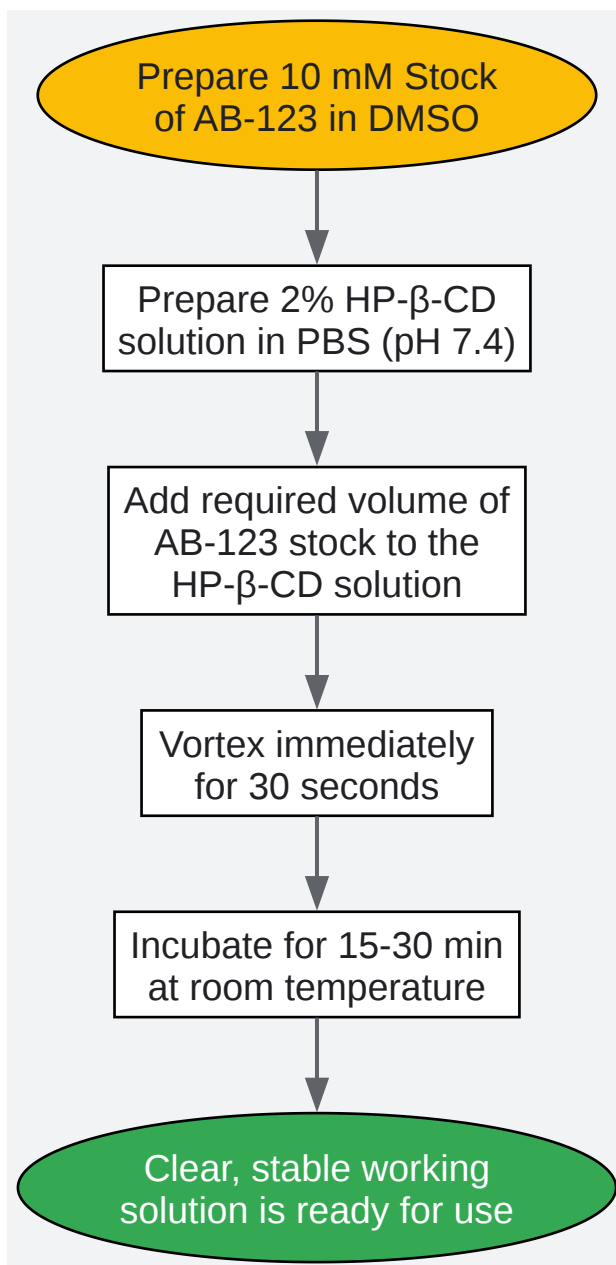 Prepare 10 mM Stock
of AB-123 in DMSO
Prepare 2% HP-β-CD
solution in PBS (pH 7.4)
Add required volume of
AB-123 stock to the
HP-β-CD solution
Vortex immediately
for 30 seconds
Incubate for 15-30 min
at room temperature
Clear, stable working
solution is ready for use